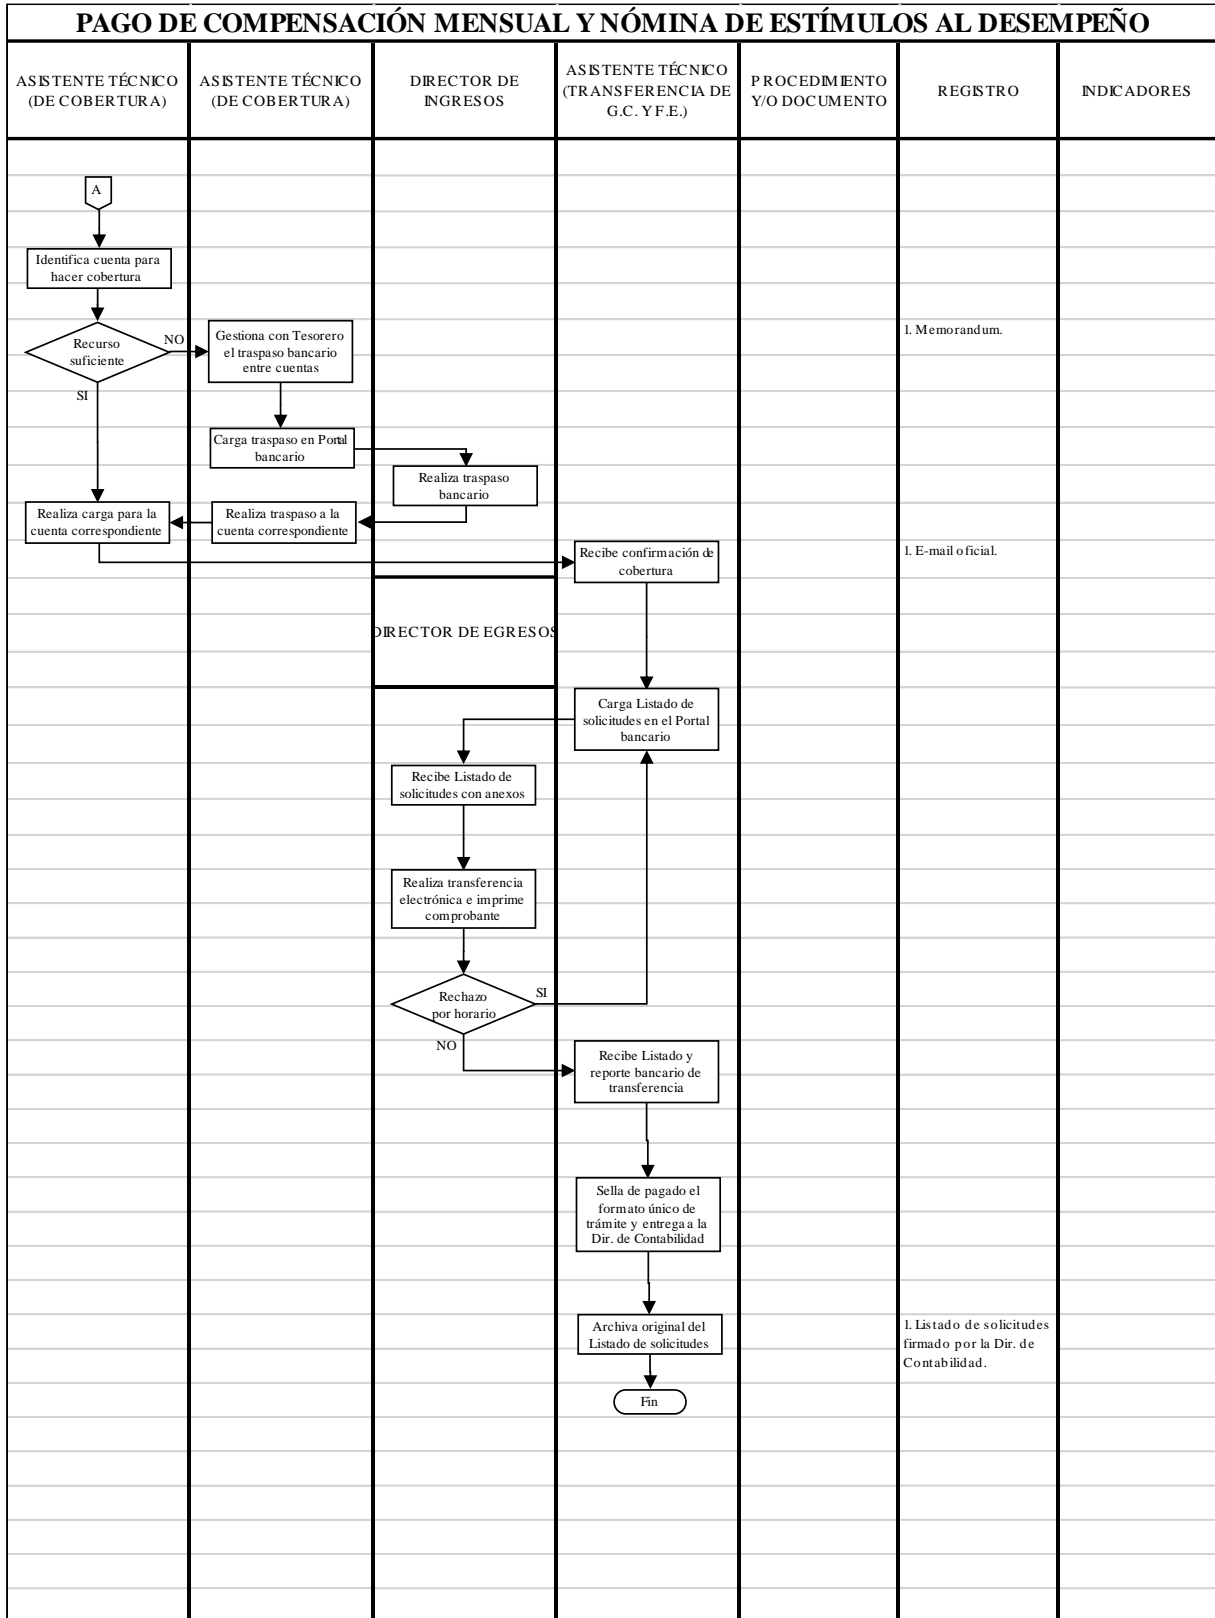 PAGO DE COMPENSACIÓN MENSUAL Y NÓMINA DE ESTÍMULOS AL DESEMPEÑO
ASISTENTE TÉCNICO
(DE COBERTURA)
ASISTENTE TÉCNICO
(DE COBERTURA)
DIRECTOR DE
INGRESOS
ASISTENTE TÉCNICO
(TRANSFERENCIA DE
G.C. Y F.E.)
PROCEDIMIENTO
Y/O DOCUMENTO
REGISTRO
INDICADORES
A
Identifica cuenta para
hacer cobertura
Recurso
suficiente
NO
SI
Gestiona con Tesorero
el traspaso bancario
entre cuentas
1. Memorandum.
Carga traspaso en Portal
bancario
Realiza traspaso
bancario
Realiza carga para la
cuenta correspondiente
Realiza traspaso a la
cuenta correspondiente
Recibe confirmación de
cobertura
1. E-mail oficial.
DIRECTOR DE EGRESOS
Carga Listado de
solicitudes en el Portal
bancario
Recibe Listado de
solicitudes con anexos
Realiza transferencia
electrónica e imprime
comprobante
Rechazo
por horario
SI
NO
Recibe Listado y
reporte bancario de
transferencia
Sella de pagado el
formato único de
trámite y entrega a la
Dir. de Contabilidad
Archiva original del
Listado de solicitudes
1. Listado de solicitudes
firmado por la Dir. de
Contabilidad.
Fin